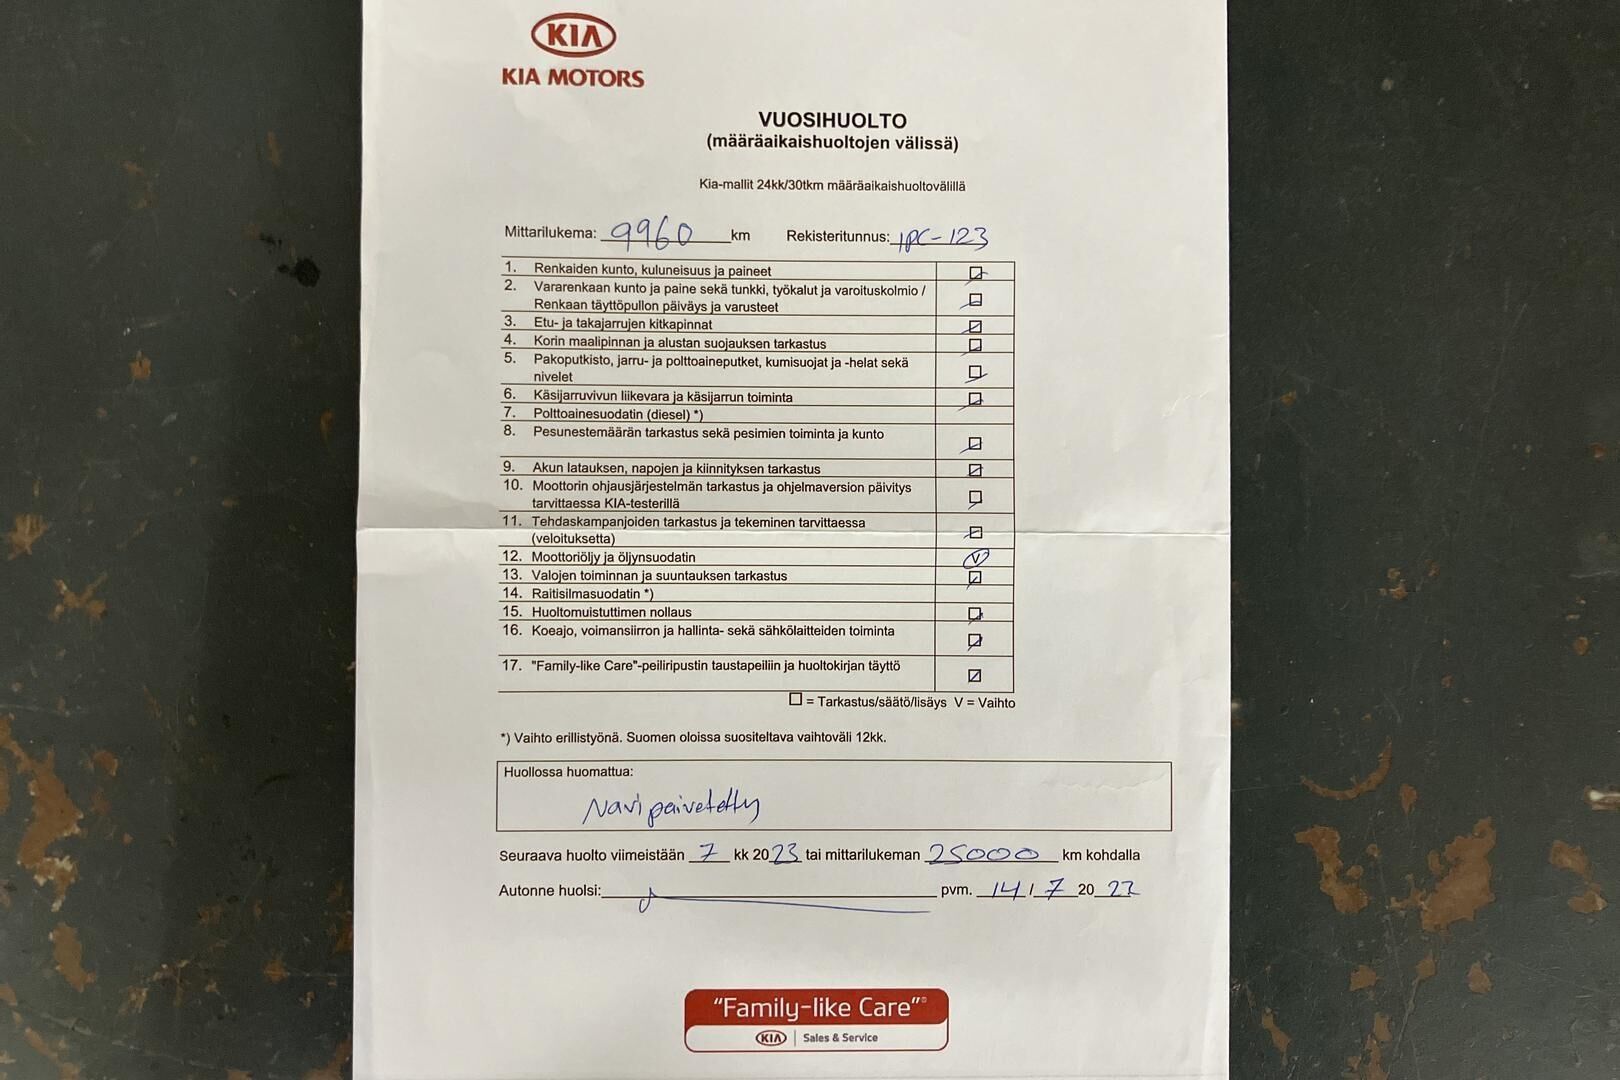 KIA
KIA MOTORS
VUOSIHUOLTO
(määräaikaishuoltojen välissä)
Kia-mallit 24kk/30tkm määräaikaishuoltovälillä
Mittarilukema: 9960 km Rekisteritunnus: IPC-123
1. Renkaiden kunto, kuluneisuus ja paineet
2. Vararenkaan kunto ja paine sekä tunkki, työkalut ja varoituskolmio /
Renkaan täyttöpullon päiväys ja varusteet
3. Etu- ja takajarrujen kitkapinnat
4. Korin maalipinnan ja alustan suojauksen tarkastus
5. Pakoputkisto, jarru- ja polttoaineputket, kumisuojat ja -helat sekä
nivelet
6. Käsijarruvivun liikevara ja käsijarrun toiminta
7. Polttoainesuodatin (diesel) *)
8. Pesunestemäärän tarkastus sekä pesimien toiminta ja kunto
9. Akun latauksen, napojen ja kiinnityksen tarkastus
10. Moottorin ohjausjärjestelmän tarkastus ja ohjelmaversion päivitys
tarvittaessa KIA-testerillä
11. Tehdaskampanjoiden tarkastus ja tekeminen tarvittaessa
(veloituksetta)
12. Moottoriöljy ja öljynsuodatin V
13. Valojen toiminnan ja suuntauksen tarkastus
14. Raitisilmasuodatin *)
15. Huoltomuistuttimen nollaus
16. Koeajo, voimansiirron ja hallinta- sekä sähkölaitteiden toiminta
17. "Family-like Care"-peiliripustin taustapeiliin ja huoltokirjan täyttö
☐ = Tarkastus/säätö/lisäys V = Vaihto
*) Vaihto erillistyönä. Suomen oloissa suositeltava vaihtoväli 12kk.
Huollossa huomattua:
Navi päivetetty
Seuraava huolto viimeistään 7 kk 2023 tai mittarilukeman 25000 km kohdalla
Autonne huolsi: pvm. 14 / 7 20 22
"Family-like Care"®
KIA Sales & Service